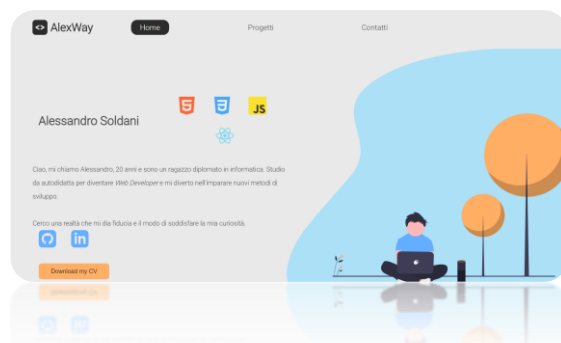 AlexWay
Home
Progetti
Contatti
JS
Alessandro Soldani
Ciao, mi chiamo Alessandro, 20 anni e sono un ragazzo diplomato in informatica. Studio
da autodidatta per diventare Web Developer e mi diverto nell'imparare nuovi metodi di
sviluppo.
Cerco una realtà che mi dia fiducia e il modo di soddisfare la mia curiosità.
in
Download my CV